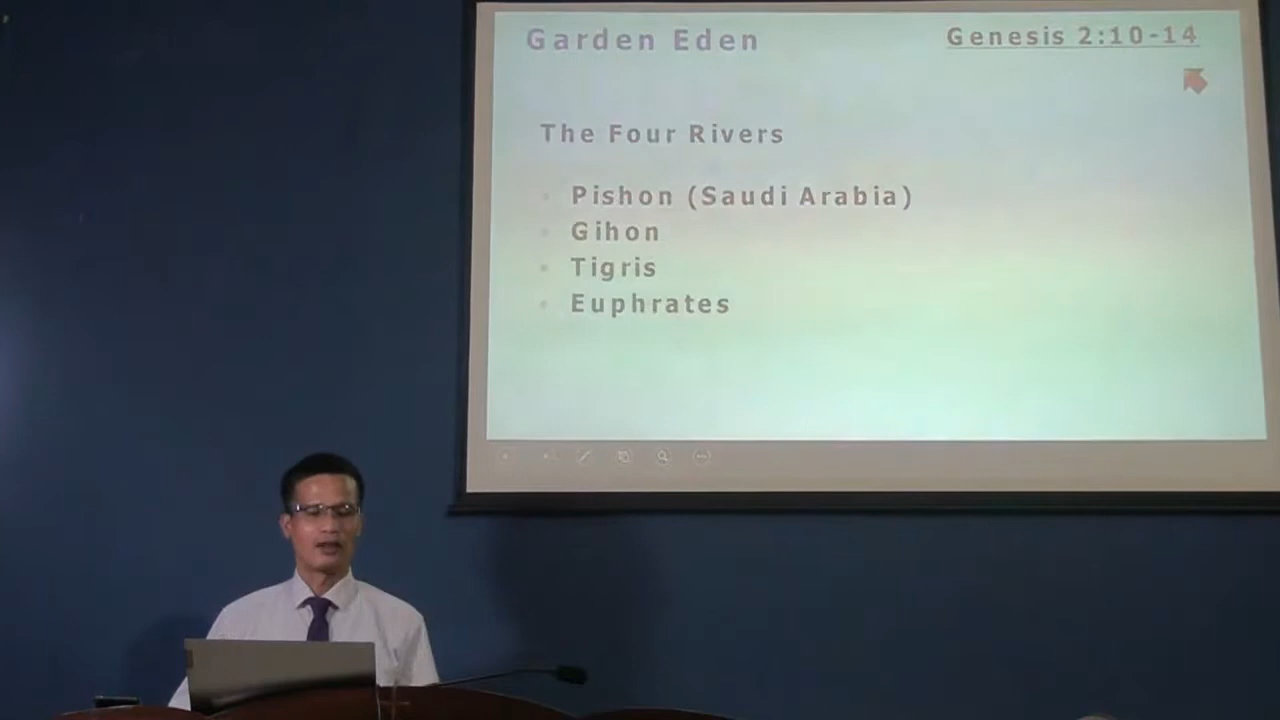 Garden Eden
Genesis 2:10-14
The Four Rivers
Pishon (Saudi Arabia)
Gihon
Tigris
Euphrates